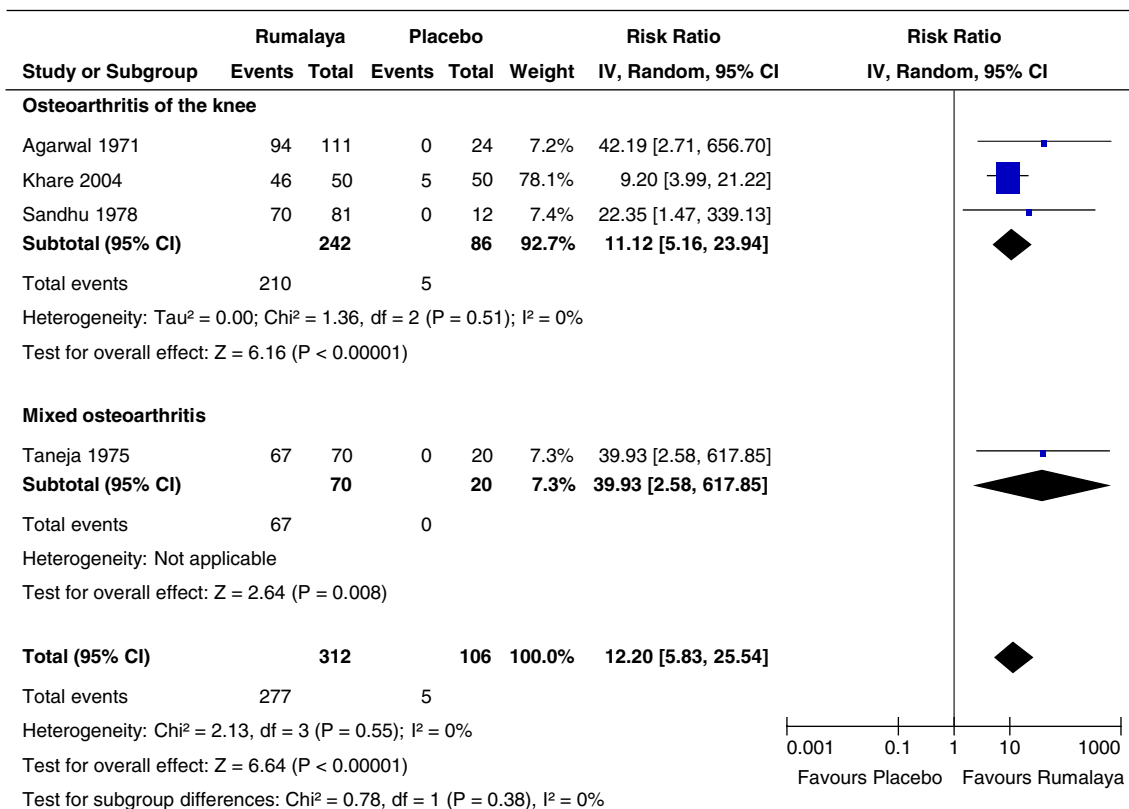 Rumalaya Placebo Risk Ratio Risk Ratio
Study or Subgroup Events Total Events Total Weight IV, Random, 95% CI IV, Random, 95% CI
Osteoarthritis of the knee
Agarwal 1971 94 111 0 24 7.2% 42.19 [2.71, 656.70]
Khare 2004 46 50 5 50 78.1% 9.20 [3.99, 21.22]
Sandhu 1978 70 81 0 12 7.4% 22.35 [1.47, 339.13]
Subtotal (95% CI) 242 86 92.7% 11.12 [5.16, 23.94]
Total events 210 5
Heterogeneity: Tau² = 0.00; Chi² = 1.36, df = 2 (P = 0.51); I² = 0%
Test for overall effect: Z = 6.16 (P < 0.00001)
Mixed osteoarthritis
Taneja 1975 67 70 0 20 7.3% 39.93 [2.58, 617.85]
Subtotal (95% CI) 70 20 7.3% 39.93 [2.58, 617.85]
Total events 67 0
Heterogeneity: Not applicable
Test for overall effect: Z = 2.64 (P = 0.008)
Total (95% CI) 312 106 100.0% 12.20 [5.83, 25.54]
Total events 277 5
Heterogeneity: Chi² = 2.13, df = 3 (P = 0.55); I² = 0%
0.001 0.1 1 10 1000
Test for overall effect: Z = 6.64 (P < 0.00001)
Favours Placebo Favours Rumalaya
Test for subgroup differences: Chi² = 0.78, df = 1 (P = 0.38), I² = 0%